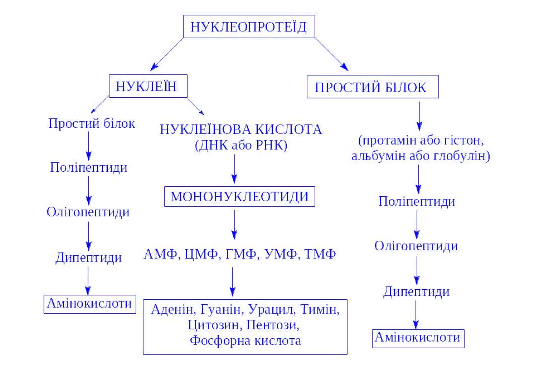 НУКЛЕОПРОТЕЇД
НУКЛЕЇН
ПРОСТИЙ БІЛОК
Простий білок
НУКЛЕЇНОВА КИСЛОТА
(ДНК або РНК)
(протамін або гістон,
альбумін або глобулін)
Поліпептиди
МОНОНУКЛЕОТИДИ
Поліпептиди
Олігопептиди
АМФ, ЦМФ, ГМФ, УМФ, ТМФ
Олігопептиди
Дипептиди
Дипептиди
Амінокислоти
Аденін, Гуанін, Урацил, Тимін,
Цитозин, Пентози,
Фосфорна кислота
Амінокислоти